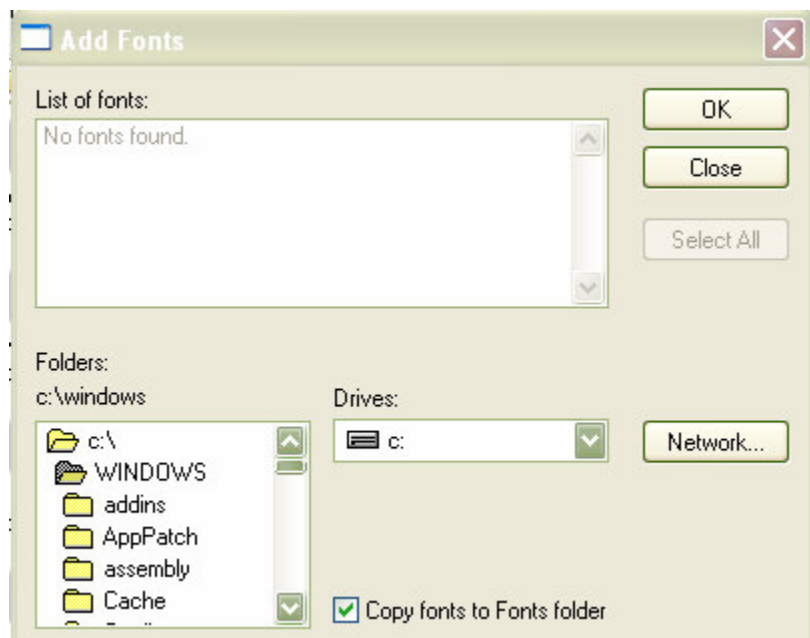 Add Fonts
List of fonts:
No fonts found.
OK
Close
Select All
Folders:
c:\windows
Drives:
c:\
WINDOWS
addins
AppPatch
assembly
Cache
c:
Network...
Copy fonts to Fonts folder